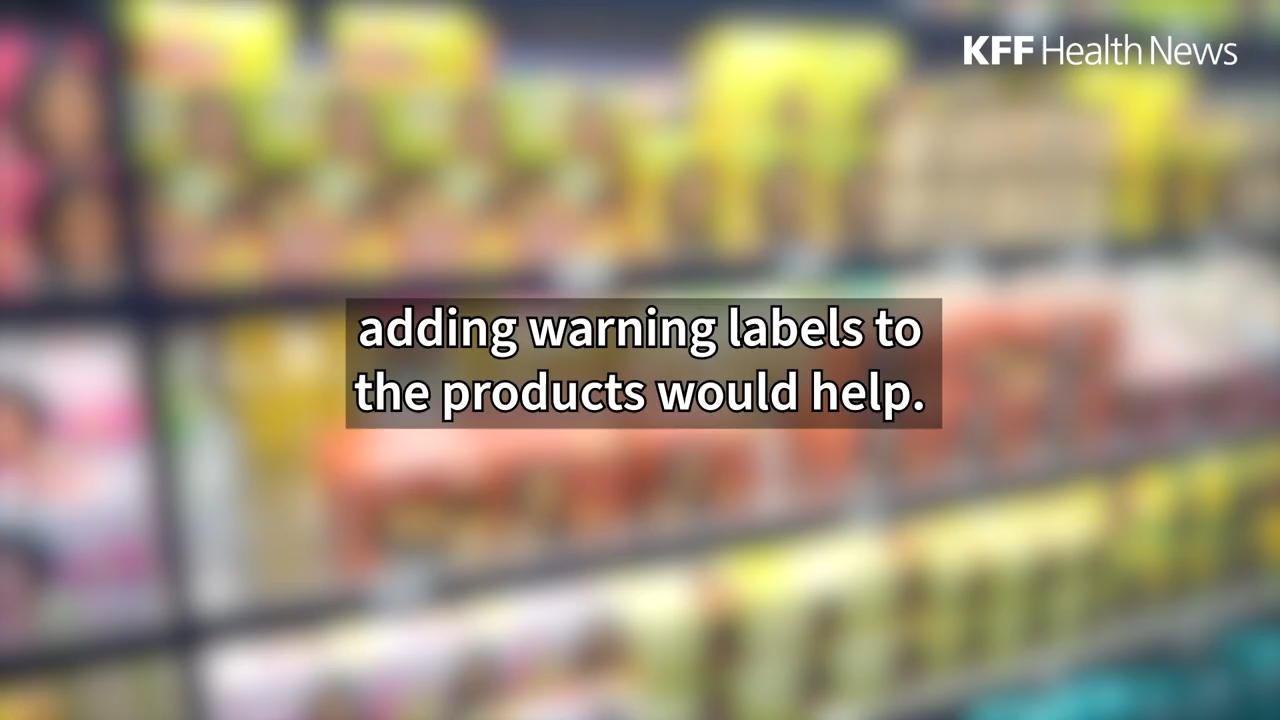 KFF Health News
adding warning labels to
the products would help.